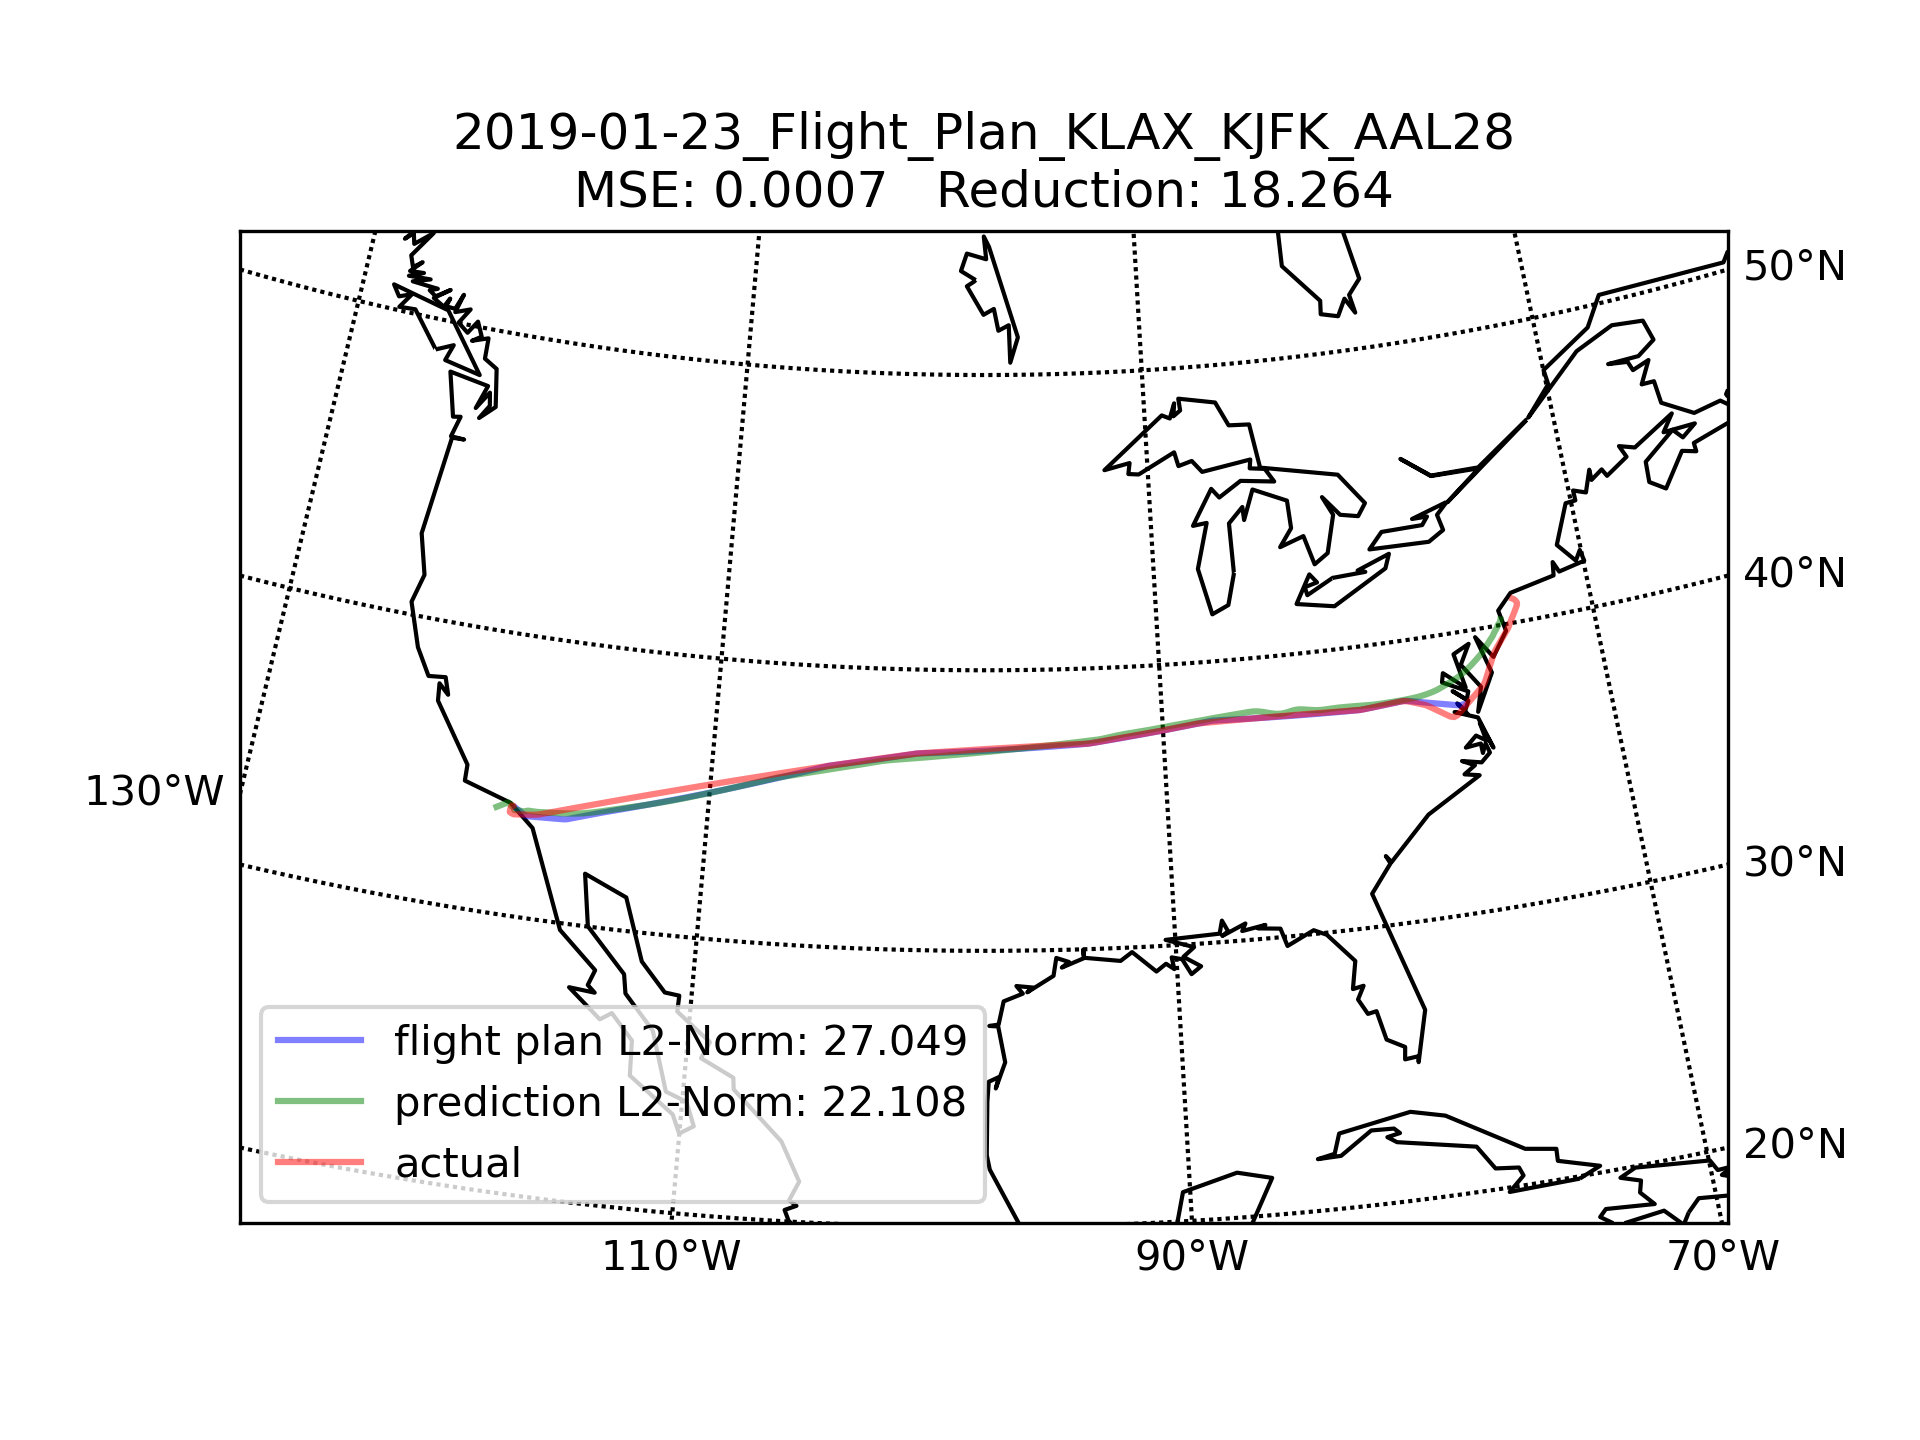 2019-01-23_Flight_Plan_KLAX_KJFK_AAL28
MSE: 0.0007   Reduction: 18.264
50°N
40°N
130°W
30°N
flight plan L2-Norm: 27.049
prediction L2-Norm: 22.108
20°N
actual
110°W
90°W
70°W